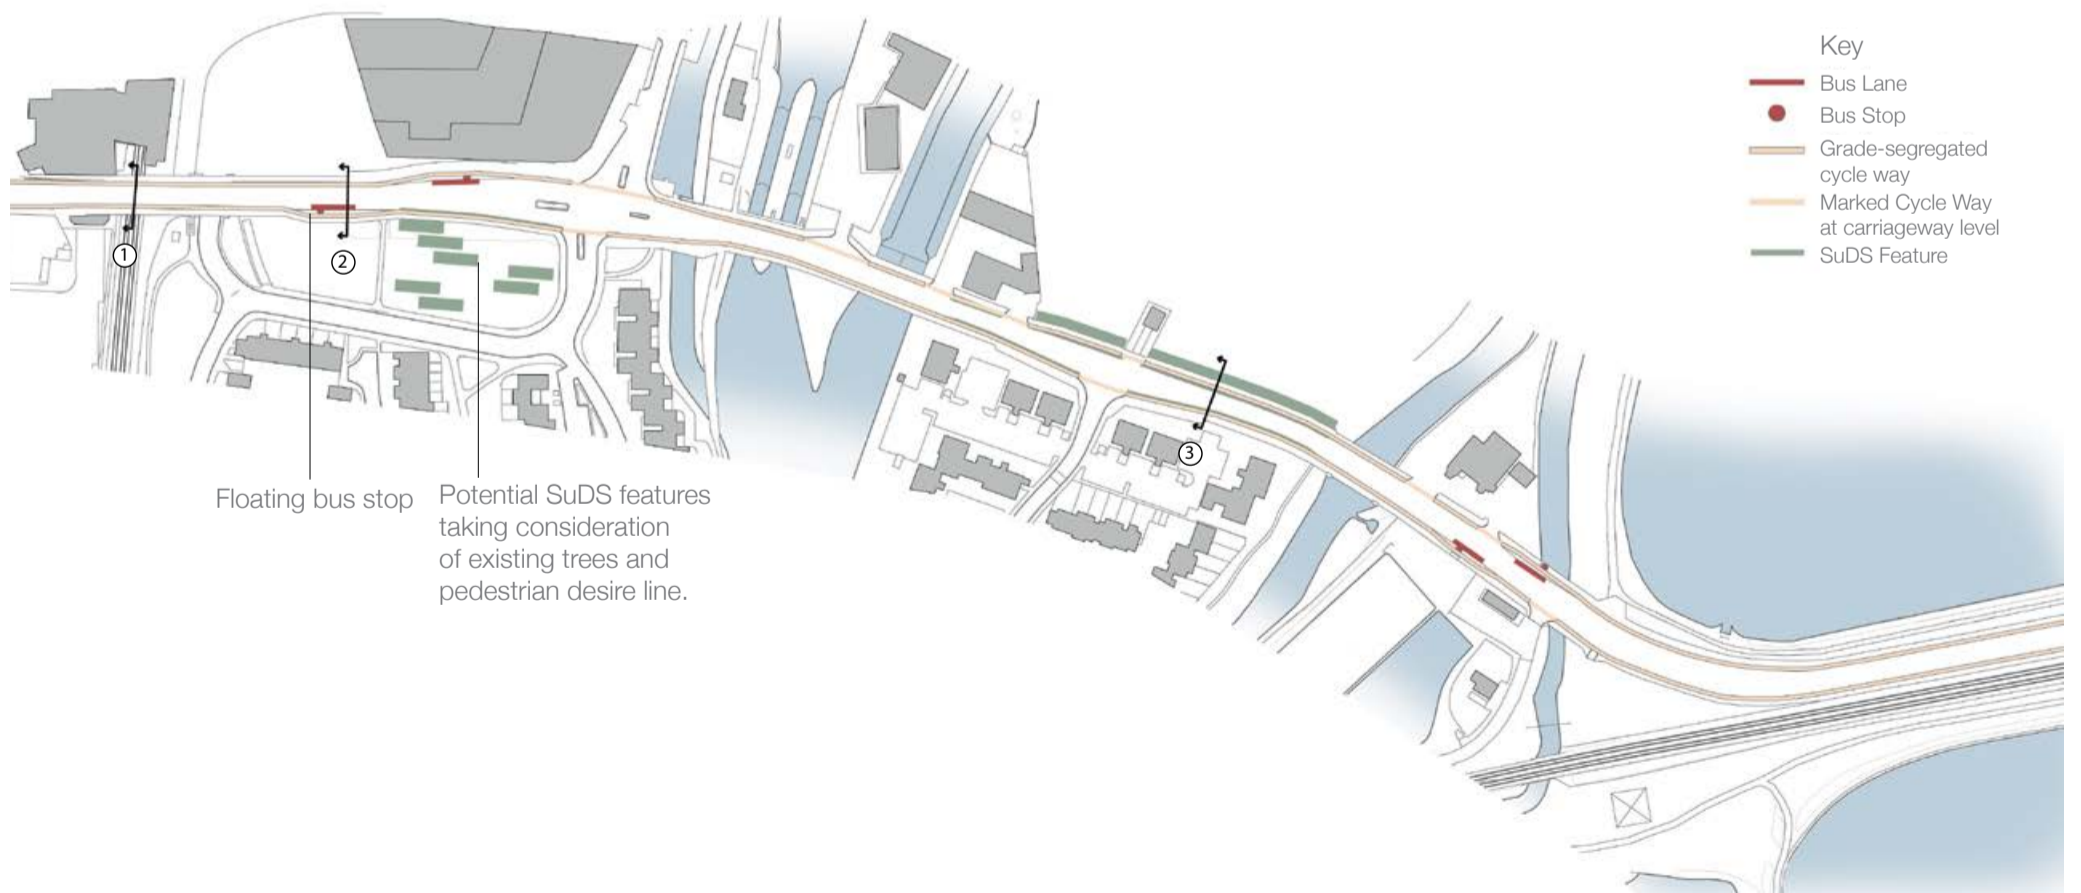 Key
Bus Lane
Bus Stop
Grade-segregated
cycle way
Marked Cycle Way
at carriageway level
SuDS Feature
1
2
3
Floating bus stop
Potential SuDS features
taking consideration
of existing trees and
pedestrian desire line.